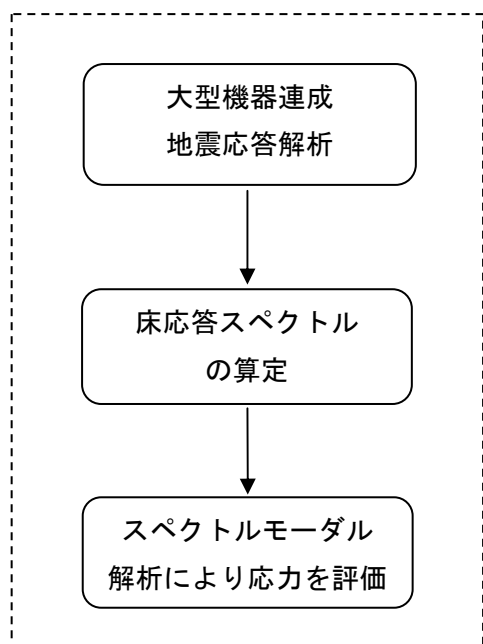 大型機器連成
地震応答解析
床応答スペクトル
の算定
スペクトルモーダル
解析により応力を評価